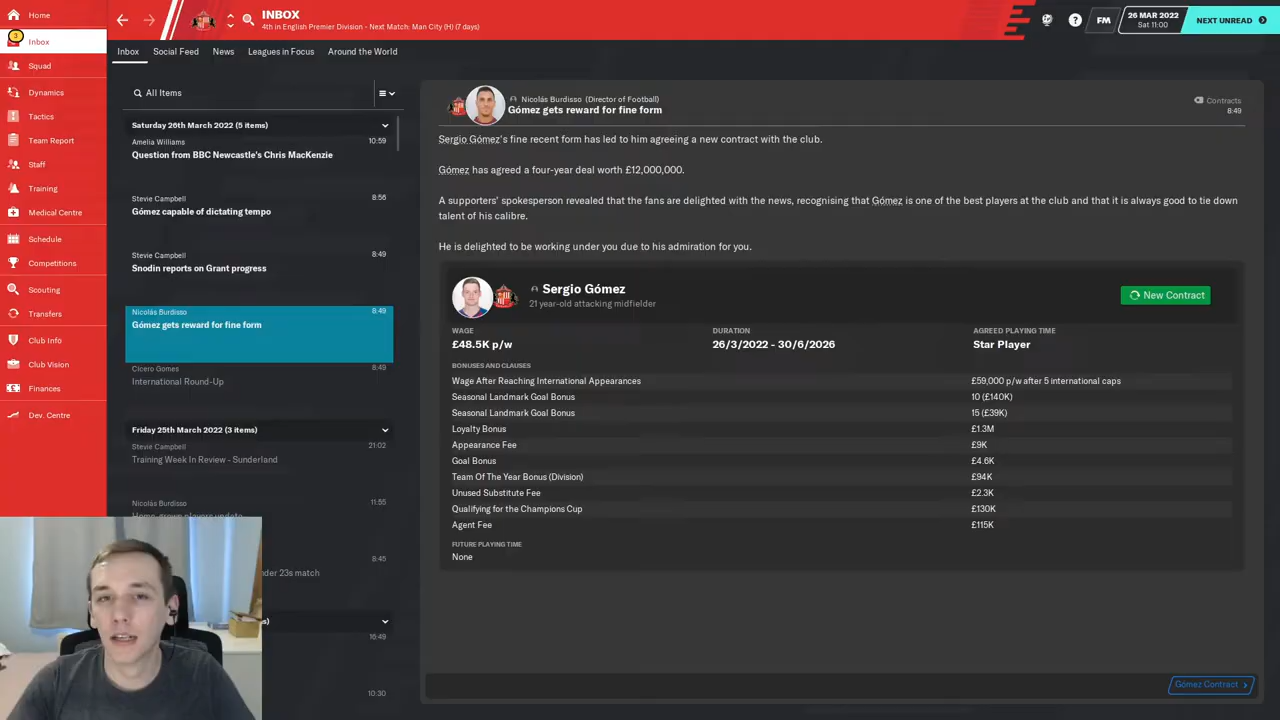 Home
INBOX
4th in English Premier Division - Next Match: Man City (H) (7 days)
FM
26 MAR 2022
Sat 11:00
NEXT UNREAD
3
Inbox
Squad
Dynamics
Tactics
Team Report
Staff
Training
Medical Centre
Schedule
Competitions
Scouting
Transfers
Club Info
Club Vision
Finances
Dev. Centre
Inbox
Social Feed
News
Leagues in Focus
Around the World
All Items
Saturday 26th March 2022 (5 items)
Amelia Williams
10:59
Question from BBC Newcastle's Chris MacKenzie
Stevie Campbell
8:56
Gómez capable of dictating tempo
Stevie Campbell
8:49
Snodin reports on Grant progress
Nicolás Burdisso
8:49
Gómez gets reward for fine form
Cícero Gomes
8:49
International Round-Up
Friday 25th March 2022 (3 items)
Stevie Campbell
21:02
Training Week In Review - Sunderland
Nicolás Burdisso
11:55
Home-grown players update
8:45
nder 23s match
s)
16:49
10:30
Nicolás Burdisso (Director of Football)
Gómez gets reward for fine form
Contracts
8:49
Sergio Gómez's fine recent form has led to him agreeing a new contract with the club.
Gómez has agreed a four-year deal worth £12,000,000.
A supporters' spokesperson revealed that the fans are delighted with the news, recognising that Gómez is one of the best players at the club and that it is always good to tie down
talent of his calibre.
He is delighted to be working under you due to his admiration for you.
Sergio Gómez
21 year-old attacking midfielder
New Contract
WAGE
DURATION
AGREED PLAYING TIME
£48.5K p/w
26/3/2022 - 30/6/2026
Star Player
BONUSES AND CLAUSES
Wage After Reaching International Appearances
£59,000 p/w after 5 international caps
Seasonal Landmark Goal Bonus
10 (£140K)
Seasonal Landmark Goal Bonus
15 (£39K)
Loyalty Bonus
£1.3M
Appearance Fee
£9K
Goal Bonus
£4.6K
Team Of The Year Bonus (Division)
£94K
Unused Substitute Fee
£2.3K
Qualifying for the Champions Cup
£130K
Agent Fee
£115K
FUTURE PLAYING TIME
None
Gómez Contract